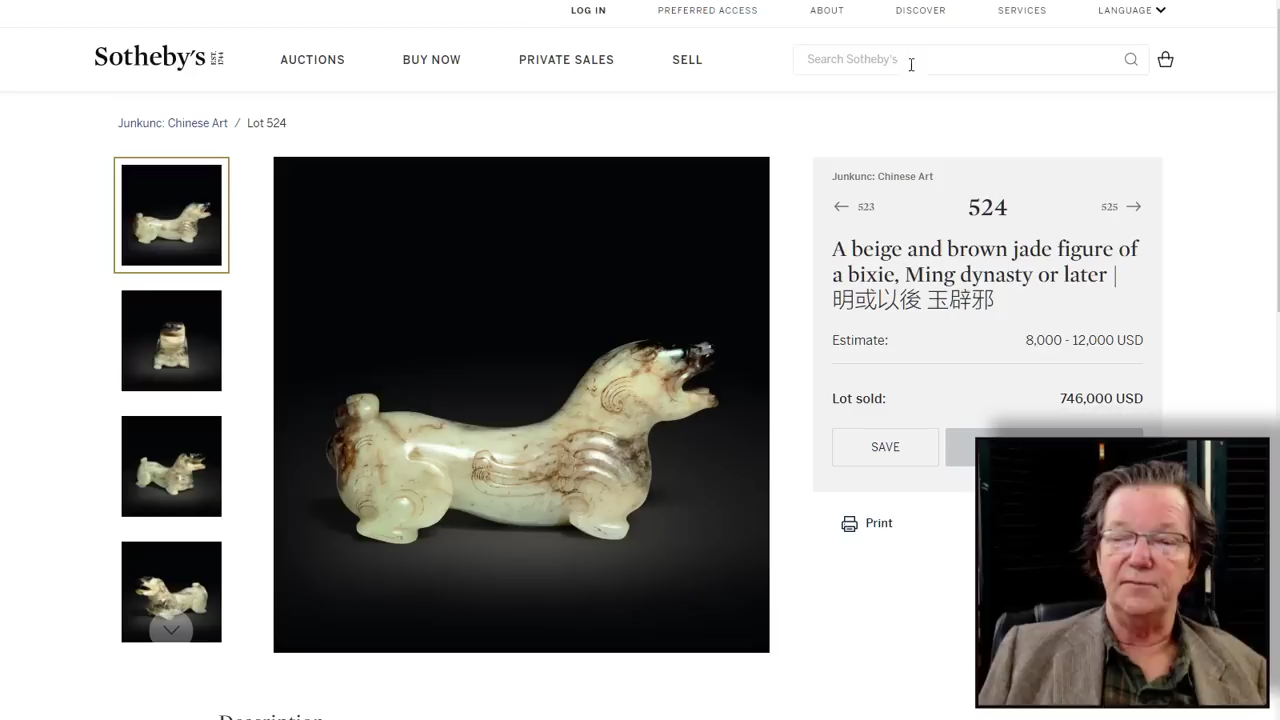 LOG IN PREFERRED ACCESS ABOUT DISCOVER SERVICES LANGUAGE
Sotheby's EST. 1744 AUCTIONS BUY NOW PRIVATE SALES SELL Search Sotheby's
Junkunc: Chinese Art / Lot 524
Junkunc: Chinese Art
523 524 525
A beige and brown jade figure of
a bixie, Ming dynasty or later |
明或以後 玉辟邪
Estimate: 8,000 - 12,000 USD
Lot sold: 746,000 USD
SAVE
Print